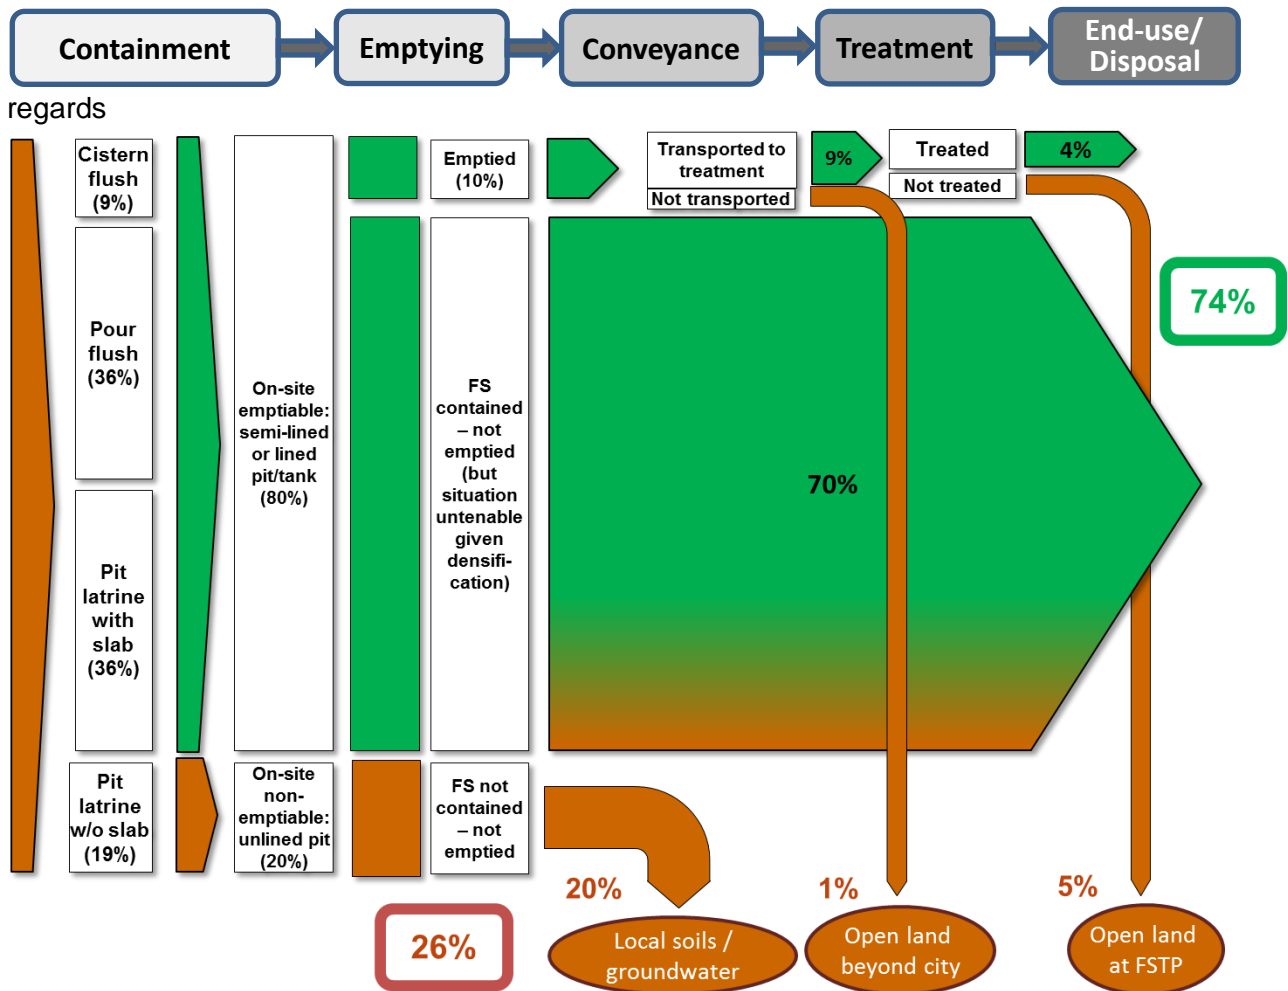 Containment
Emptying
Conveyance
Treatment
End-use/
Disposal
regards
Cistern
flush
(9%)
Pour
flush
(36%)
Pit
latrine
with
slab
(36%)
Pit
latrine
w/o slab
(19%)
On-site
emptiable:
semi-lined
or lined
pit/tank
(80%)
On-site
non-
emptiable:
unlined pit
(20%)
Emptied
(10%)
FS
contained
– not
emptied
(but
situation
untenable
given
densifi-
cation)
FS not
contained
– not
emptied
Transported to
treatment
Not transported
9%
Treated
Not treated
4%
70%
74%
26%
20%
Local soils /
groundwater
1%
Open land
beyond city
5%
Open land
at FSTP